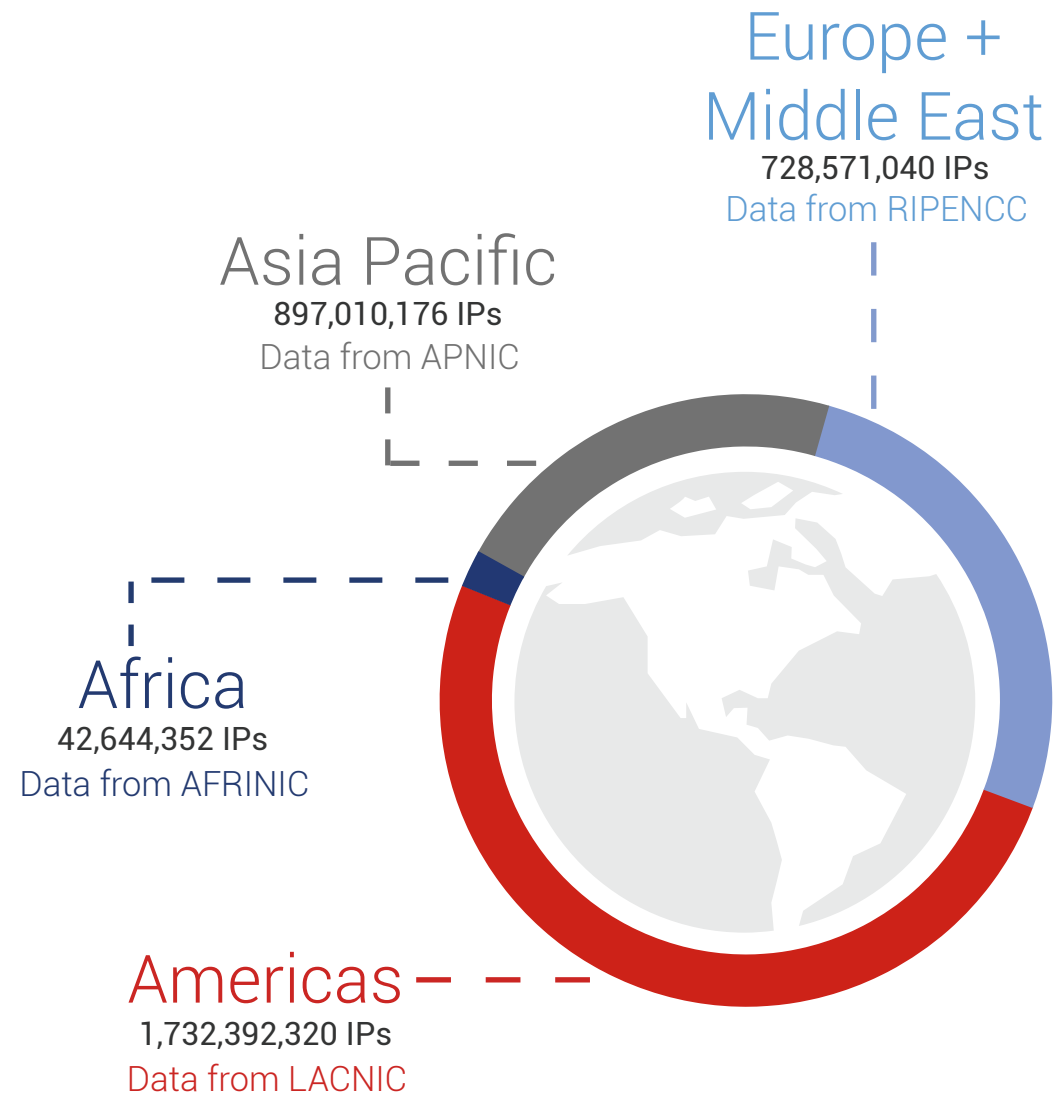 Europe +
Middle East
728,571,040 IPs
Data from RIPENCC
Asia Pacific
897,010,176 IPs
Data from APNIC
Africa
42,644,352 IPs
Data from AFRINIC
Americas
1,732,392,320 IPs
Data from LACNIC